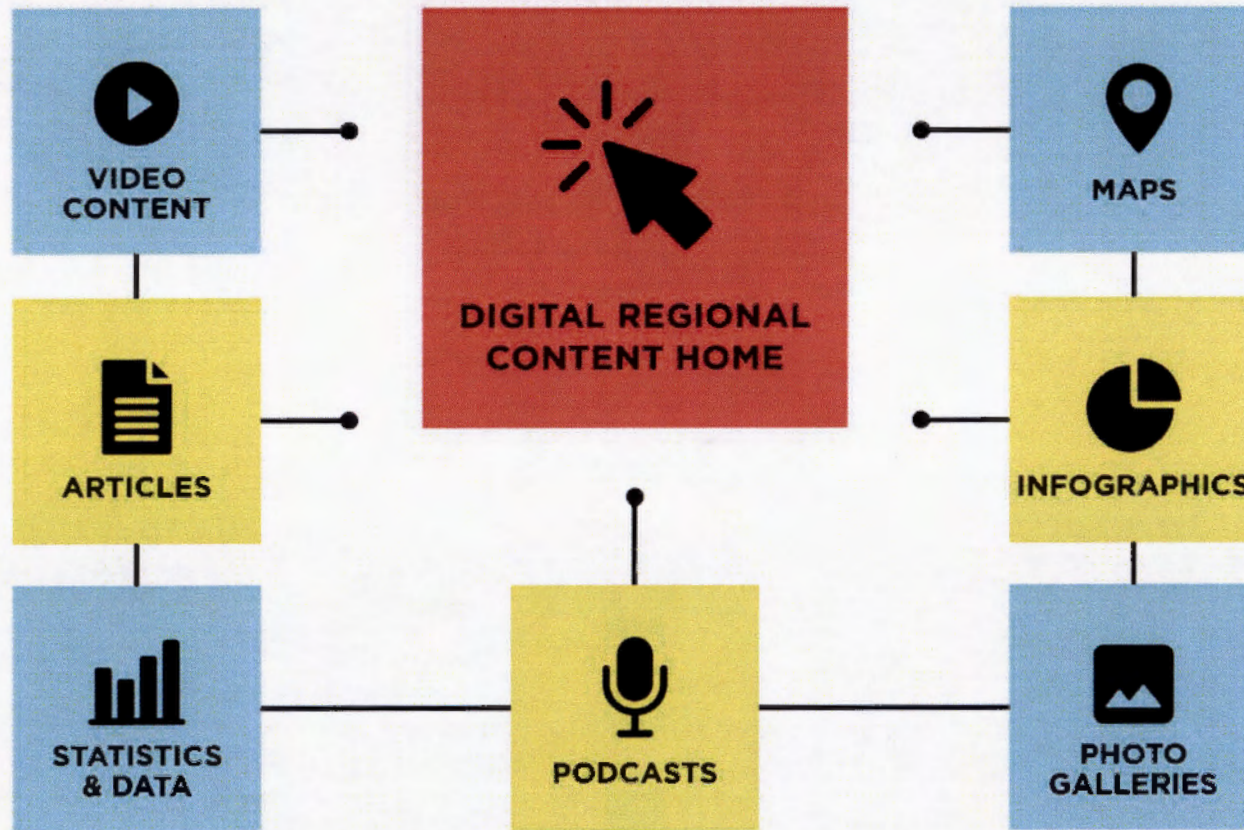 VIDEO
CONTENT
DIGITAL REGIONAL
CONTENT HOME
MAPS
ARTICLES
INFOGRAPHICS
STATISTICS
& DATA
PODCASTS
PHOTO
GALLERIES